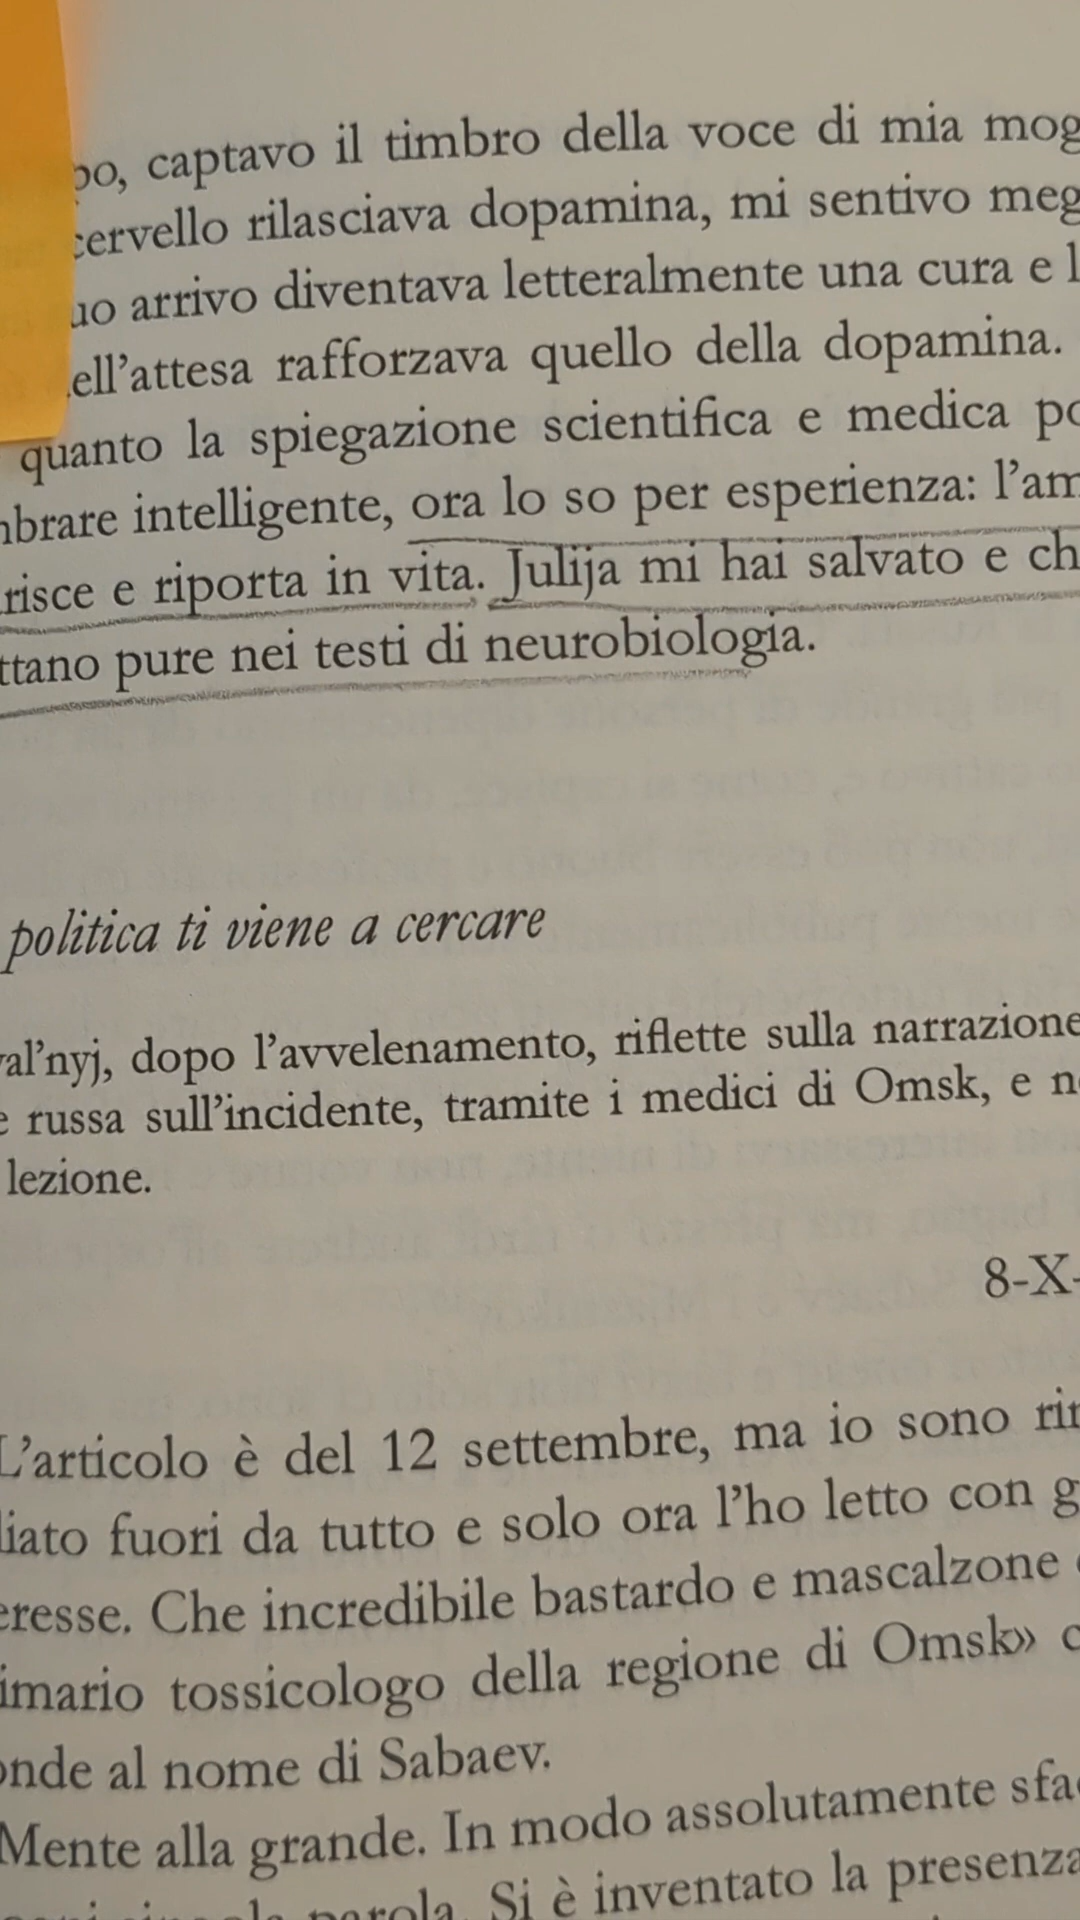 po, captavo il timbro della voce di mia mog
cervello rilasciava dopamina, mi sentivo meg
uo arrivo diventava letteralmente una cura e l
ell'attesa rafforzava quello della dopamina.
quanto la spiegazione scientifica e medica po
mbrare intelligente, ora lo so per esperienza: l'am
risce e riporta in vita. Julija mi hai salvato e ch
ttano pure nei testi di neurobiologia.
politica ti viene a cercare
val'nyj, dopo l'avvelenamento, riflette sulla narrazione
e russa sull'incidente, tramite i medici di Omsk, e n
lezione.
8-X-
L'articolo è del 12 settembre, ma io sono rim
liato fuori da tutto e solo ora l'ho letto con g
eresse. Che incredibile bastardo e mascalzone
imario tossicologo della regione di Omsk» c
onde al nome di Sabaev.
Mente alla grande. In modo assolutamente sfac
parola. Si è inventato la presenza